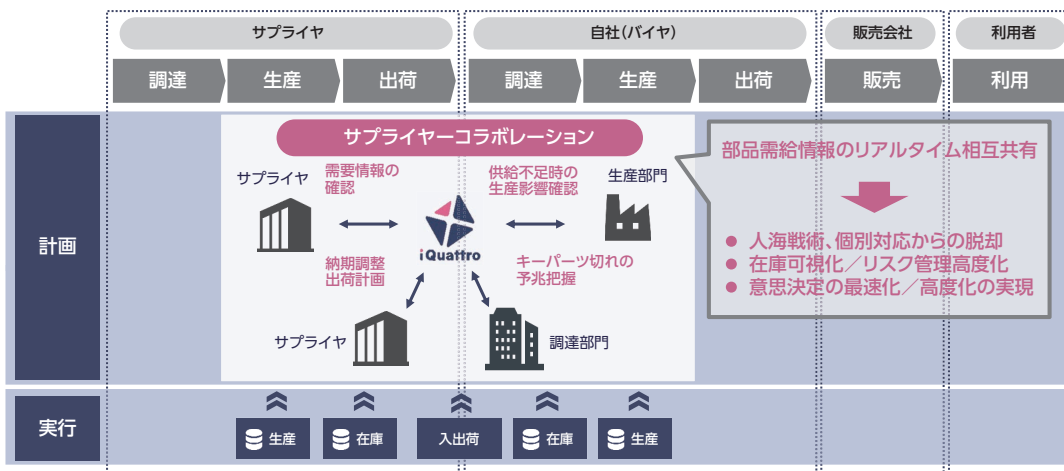 サプライヤ
自社(バイヤ)
販売会社
利用者
調達
生産
出荷
調達
生産
出荷
販売
利用
計画
サプライヤーコラボレーション
サプライヤ
需要情報の
確認
供給不足時の
生産影響確認
生産部門
iQuattro
納期調整
出荷計画
キーパーツ切れの
予兆把握
サプライヤ
調達部門
部品需給情報のリアルタイム相互共有
● 人海戦術、個別対応からの脱却
● 在庫可視化／リスク管理高度化
● 意思決定の最速化／高度化の実現
実行
生産
在庫
入出荷
在庫
生産